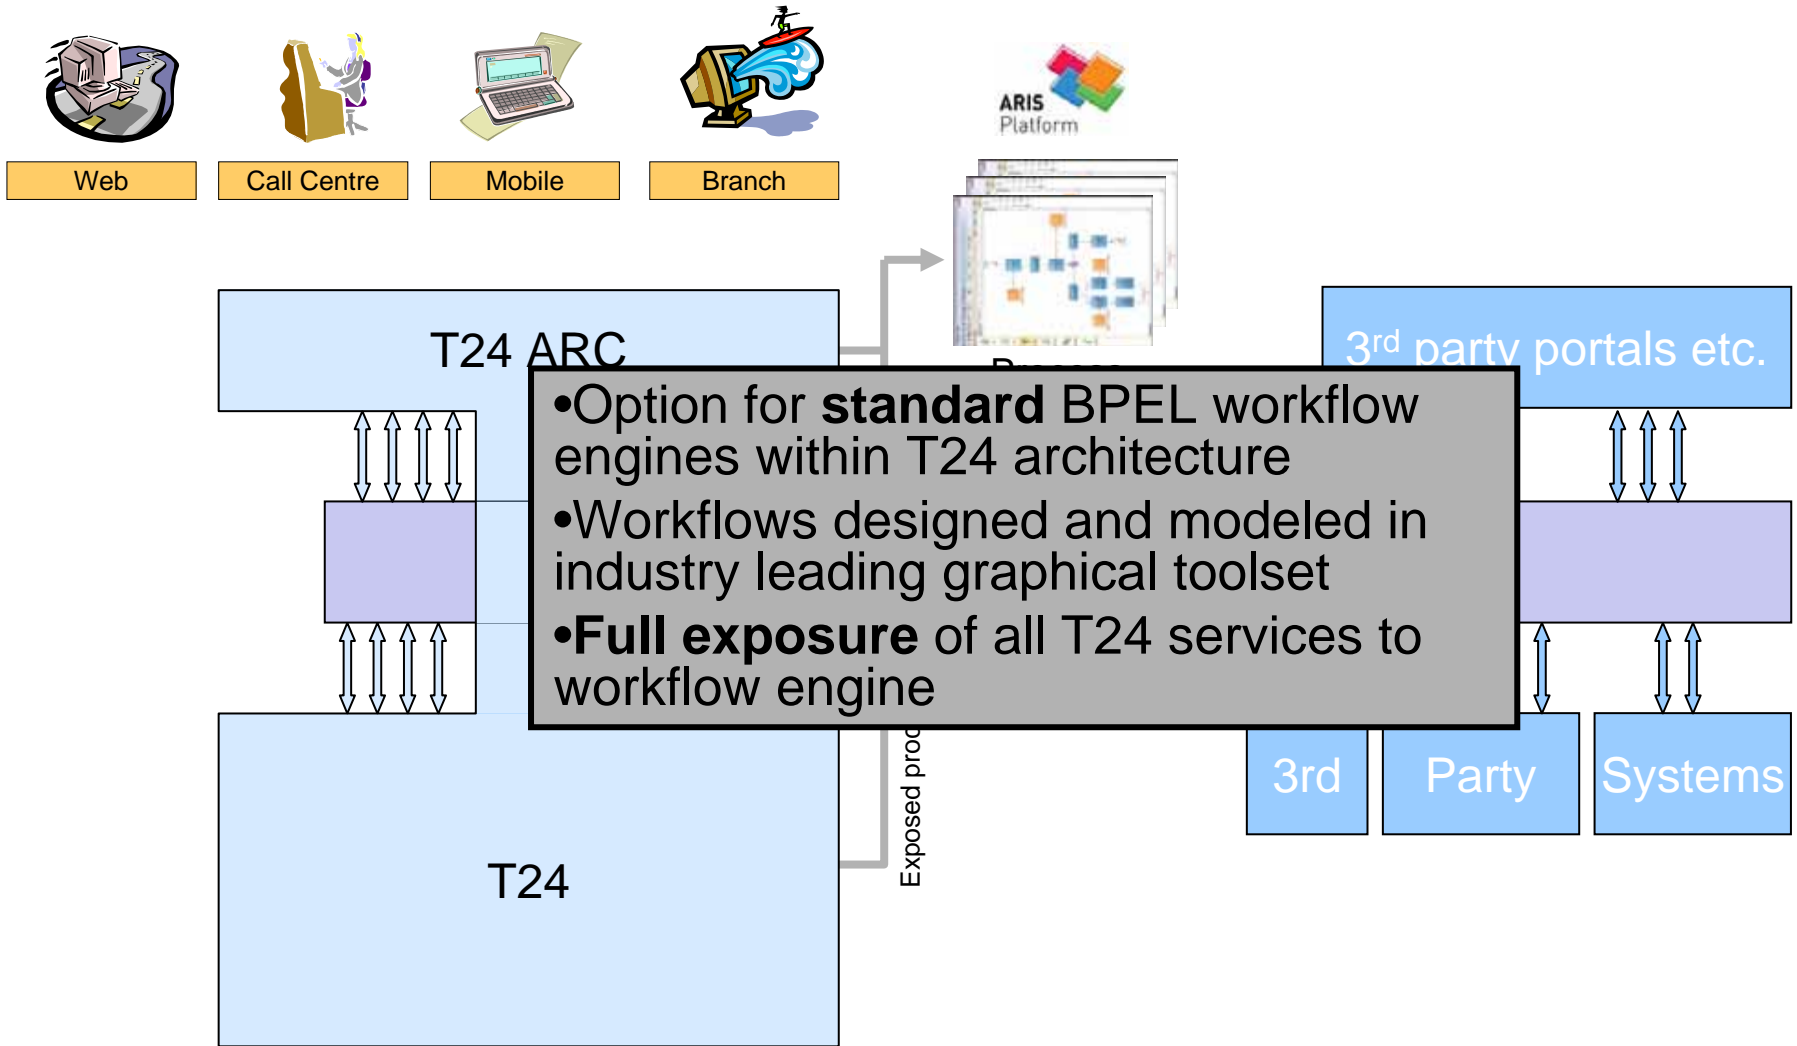 ARIS
Platform
Web
Call Centre
Mobile
Branch
T24 ARC
3rd party portals etc.
Process
•Option for standard BPEL workflow
engines within T24 architecture
•Workflows designed and modeled in
industry leading graphical toolset
•Full exposure of all T24 services to
workflow engine
Exposed
3rd
Party
Systems
T24